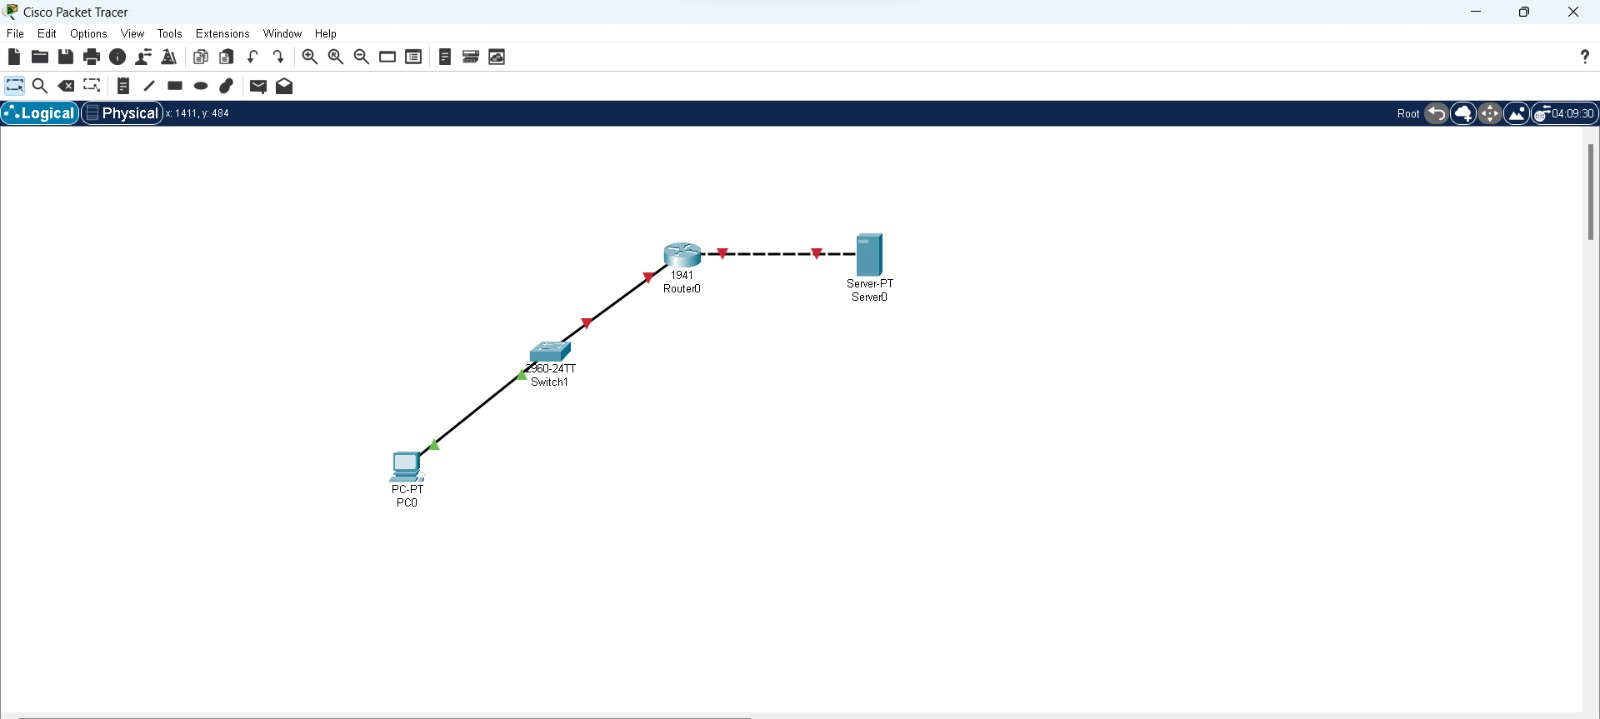 Cisco Packet Tracer
File Edit Options View Tools Extensions Window Help
?
Logical Physical x: 1411, y: 484 Root 04:09:30
1941
Router0
Server-PT
Server0
2960-24TT
Switch1
PC-PT
PC0